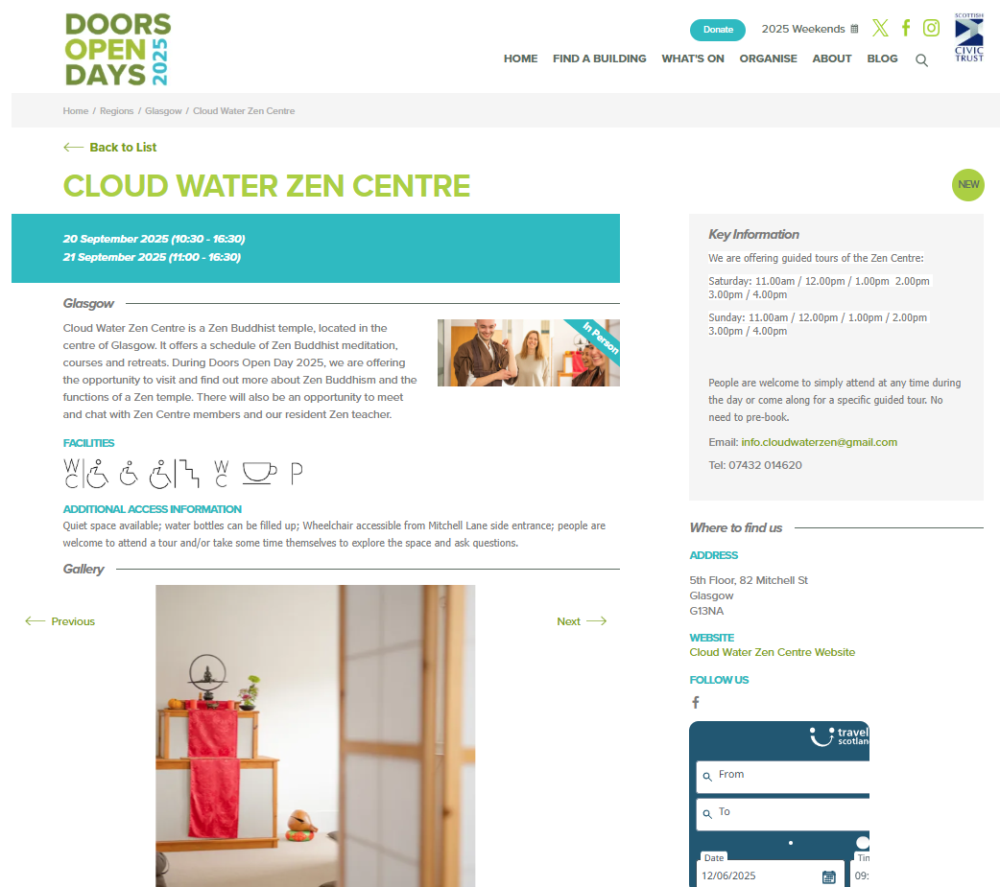 DOORS
OPEN
DAYS
2025
Donate
2025 Weekends
SCOTTISH
CIVIC
TRUST
HOME FIND A BUILDING WHAT'S ON ORGANISE ABOUT BLOG
Home / Regions / Glasgow / Cloud Water Zen Centre
Back to List
CLOUD WATER ZEN CENTRE
NEW
20 September 2025 (10:30 - 16:30)
21 September 2025 (11:00 - 16:30)
Glasgow
Cloud Water Zen Centre is a Zen Buddhist temple, located in the
centre of Glasgow. It offers a schedule of Zen Buddhist meditation,
courses and retreats. During Doors Open Day 2025, we are offering
the opportunity to visit and find out more about Zen Buddhism and the
functions of a Zen temple. There will also be an opportunity to meet
and chat with Zen Centre members and our resident Zen teacher.
In Person
FACILITIES
WC
WC
P
ADDITIONAL ACCESS INFORMATION
Quiet space available; water bottles can be filled up; Wheelchair accessible from Mitchell Lane side entrance; people are
welcome to attend a tour and/or take some time themselves to explore the space and ask questions.
Gallery
Previous
Next
Key Information
We are offering guided tours of the Zen Centre:
Saturday: 11.00am / 12.00pm / 1.00pm 2.00pm
3.00pm / 4.00pm
Sunday: 11.00am / 12.00pm / 1.00pm / 2.00pm
3.00pm / 4.00pm
People are welcome to simply attend at any time during
the day or come along for a specific guided tour. No
need to pre-book.
Email: info.cloudwaterzen@gmail.com
Tel: 07432 014620
Where to find us
ADDRESS
5th Floor, 82 Mitchell St
Glasgow
G13NA
WEBSITE
Cloud Water Zen Centre Website
FOLLOW US
travel
scotlan
From
To
Date
Tin
12/06/2025
09: